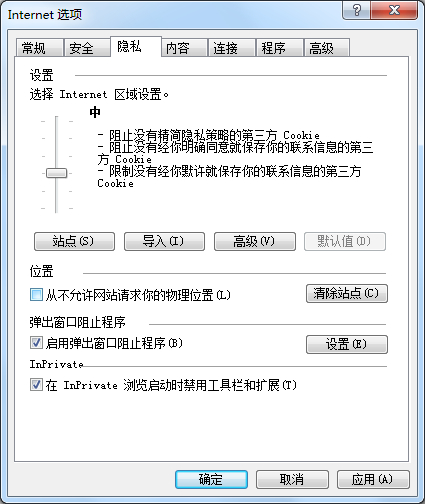 Internet 选项
常规 安全 隐私 内容 连接 程序 高级
设置
选择 Internet 区域设置。
中
- 阻止没有精简隐私策略的第三方 Cookie
- 阻止没有经你明确同意就保存你的联系信息的第三
方 Cookie
- 限制没有经你默许就保存你的联系信息的第三方
Cookie
站点(S) 导入(I) 高级(V) 默认值(D)
位置
从不允许网站请求你的物理位置(L) 清除站点(C)
弹出窗口阻止程序
启用弹出窗口阻止程序(B) 设置(E)
InPrivate
在 InPrivate 浏览启动时禁用工具栏和扩展(T)
确定 取消 应用(A)